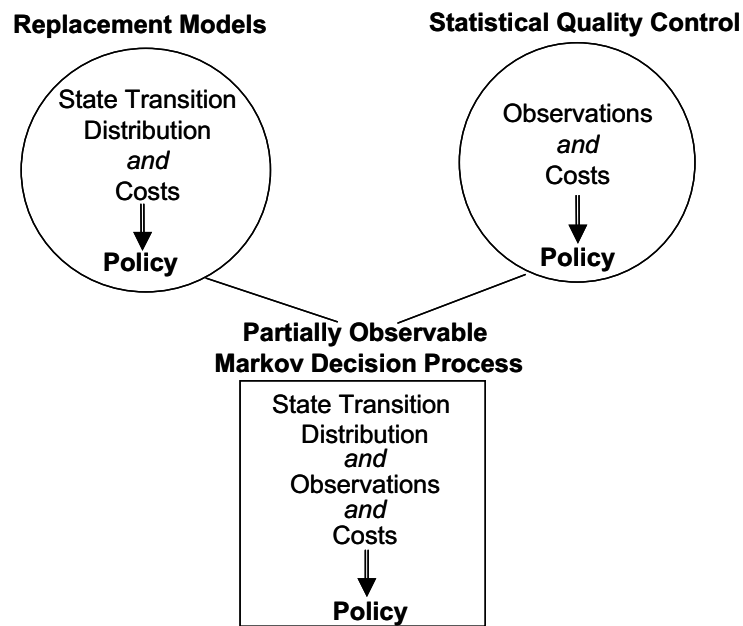 Replacement Models
State Transition
Distribution
and
Costs
Policy
Statistical Quality Control
Observations
and
Costs
Policy
Partially Observable
Markov Decision Process
State Transition
Distribution
and
Observations
and
Costs
Policy